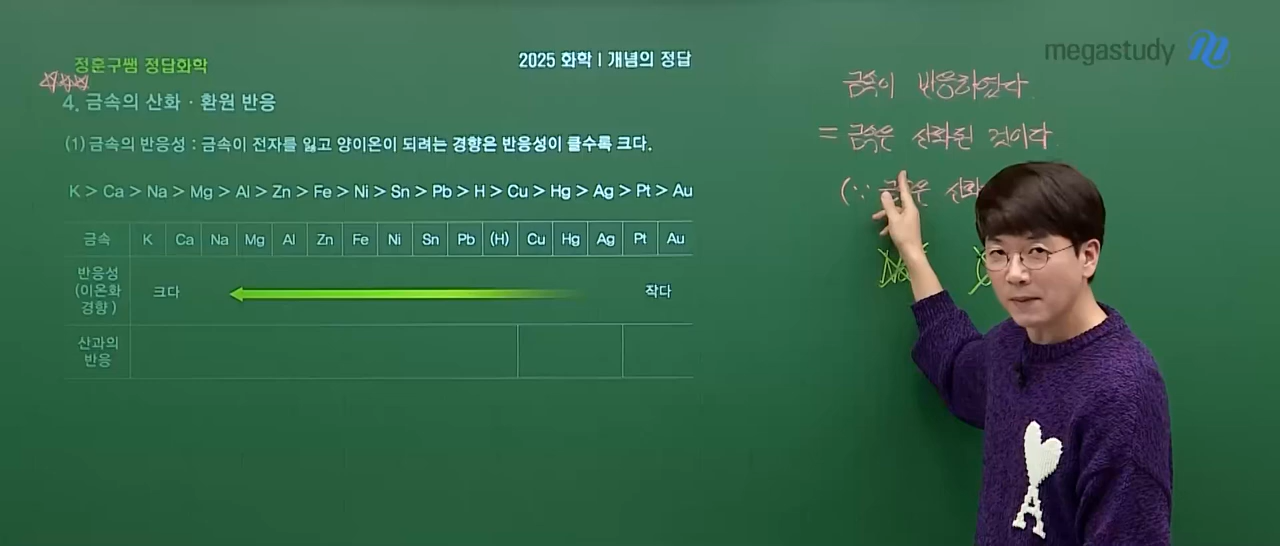 정훈구쌤 정답화학
2025 화학 I 개념의 정답
megastudy
4. 금속의 산화 · 환원 반응
(1) 금속의 반응성 : 금속이 전자를 잃고 양이온이 되려는 경향은 반응성이 클수록 크다.
K > Ca > Na > Mg > Al > Zn > Fe > Ni > Sn > Pb > H > Cu > Hg > Ag > Pt > Au
금속 K Ca Na Mg Al Zn Fe Ni Sn Pb (H) Cu Hg Ag Pt Au
반응성
(이온화
경향)
크다 작다
산과의
반응
금속이 반응하였다
= 금속은 산화된 것이다
(∵ 산화
A